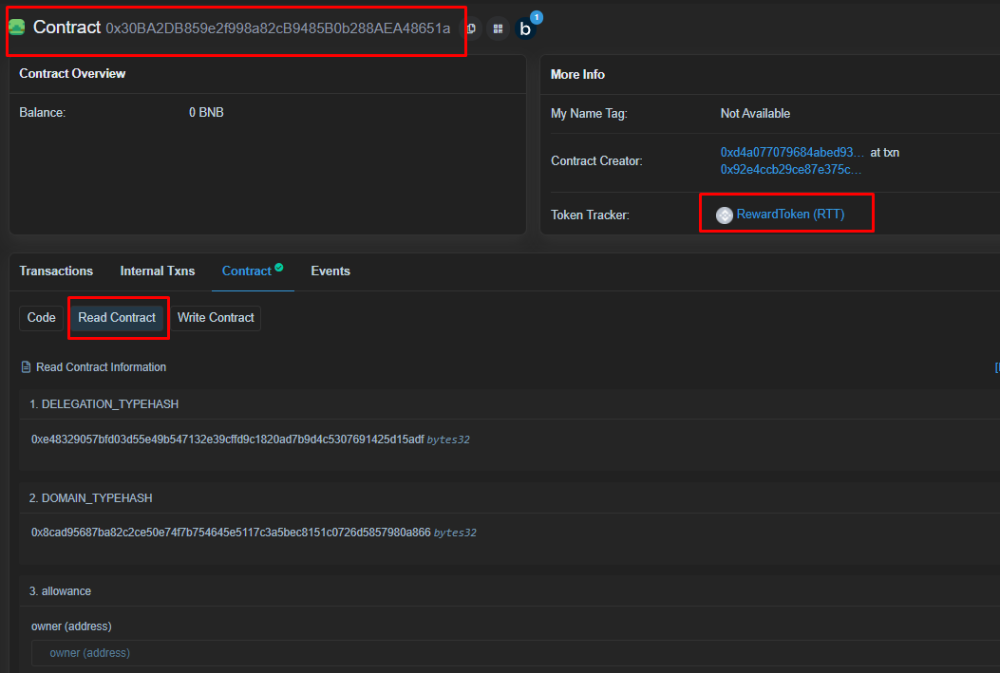 Contract 0x30BA2DB859e2f998a82cB9485B0b288AEA48651a b 1
Contract Overview
Balance: 0 BNB
More Info
My Name Tag: Not Available
Contract Creator: 0xd4a077079684abed93... at txn
0x92e4ccb29ce87e375c...
Token Tracker: RewardToken (RTT)
Transactions Internal Txns Contract Events
Code Read Contract Write Contract
Read Contract Information
1. DELEGATION_TYPEHASH
0xe48329057bfd03d55e49b547132e39cffd9c1820ad7b9d4c5307691425d15adf bytes32
2. DOMAIN_TYPEHASH
0x8cad95687ba82c2ce50e74f7b754645e5117c3a5bec8151c0726d5857980a866 bytes32
3. allowance
owner (address)
owner (address)